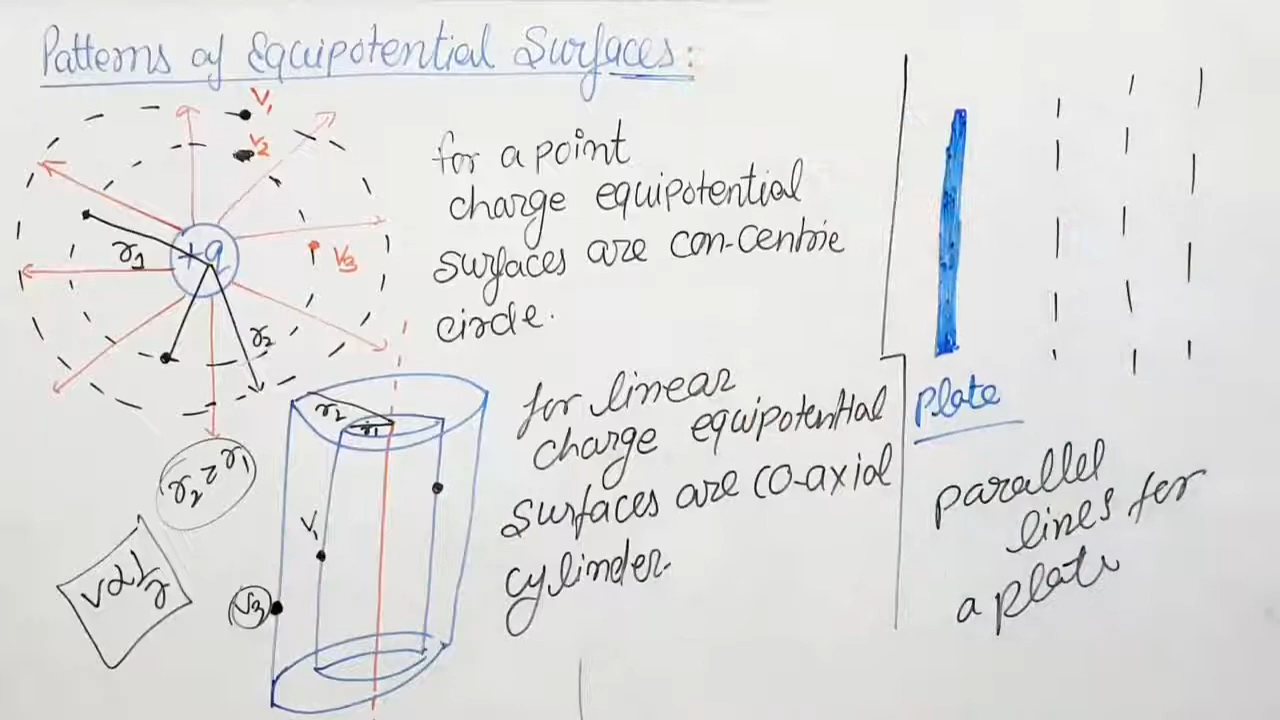 Patterns of Equipotential Surfaces:
V1
V2
for a point
charge equipotential
surfaces are con-centric
circle.
+q
r1
V3
r2
r1 = r2
V∝1/r
for linear
charge equipotential
surfaces are co-axial
cylinder.
r2
r1
V1
V3
Plate
parallel
lines for
a plate